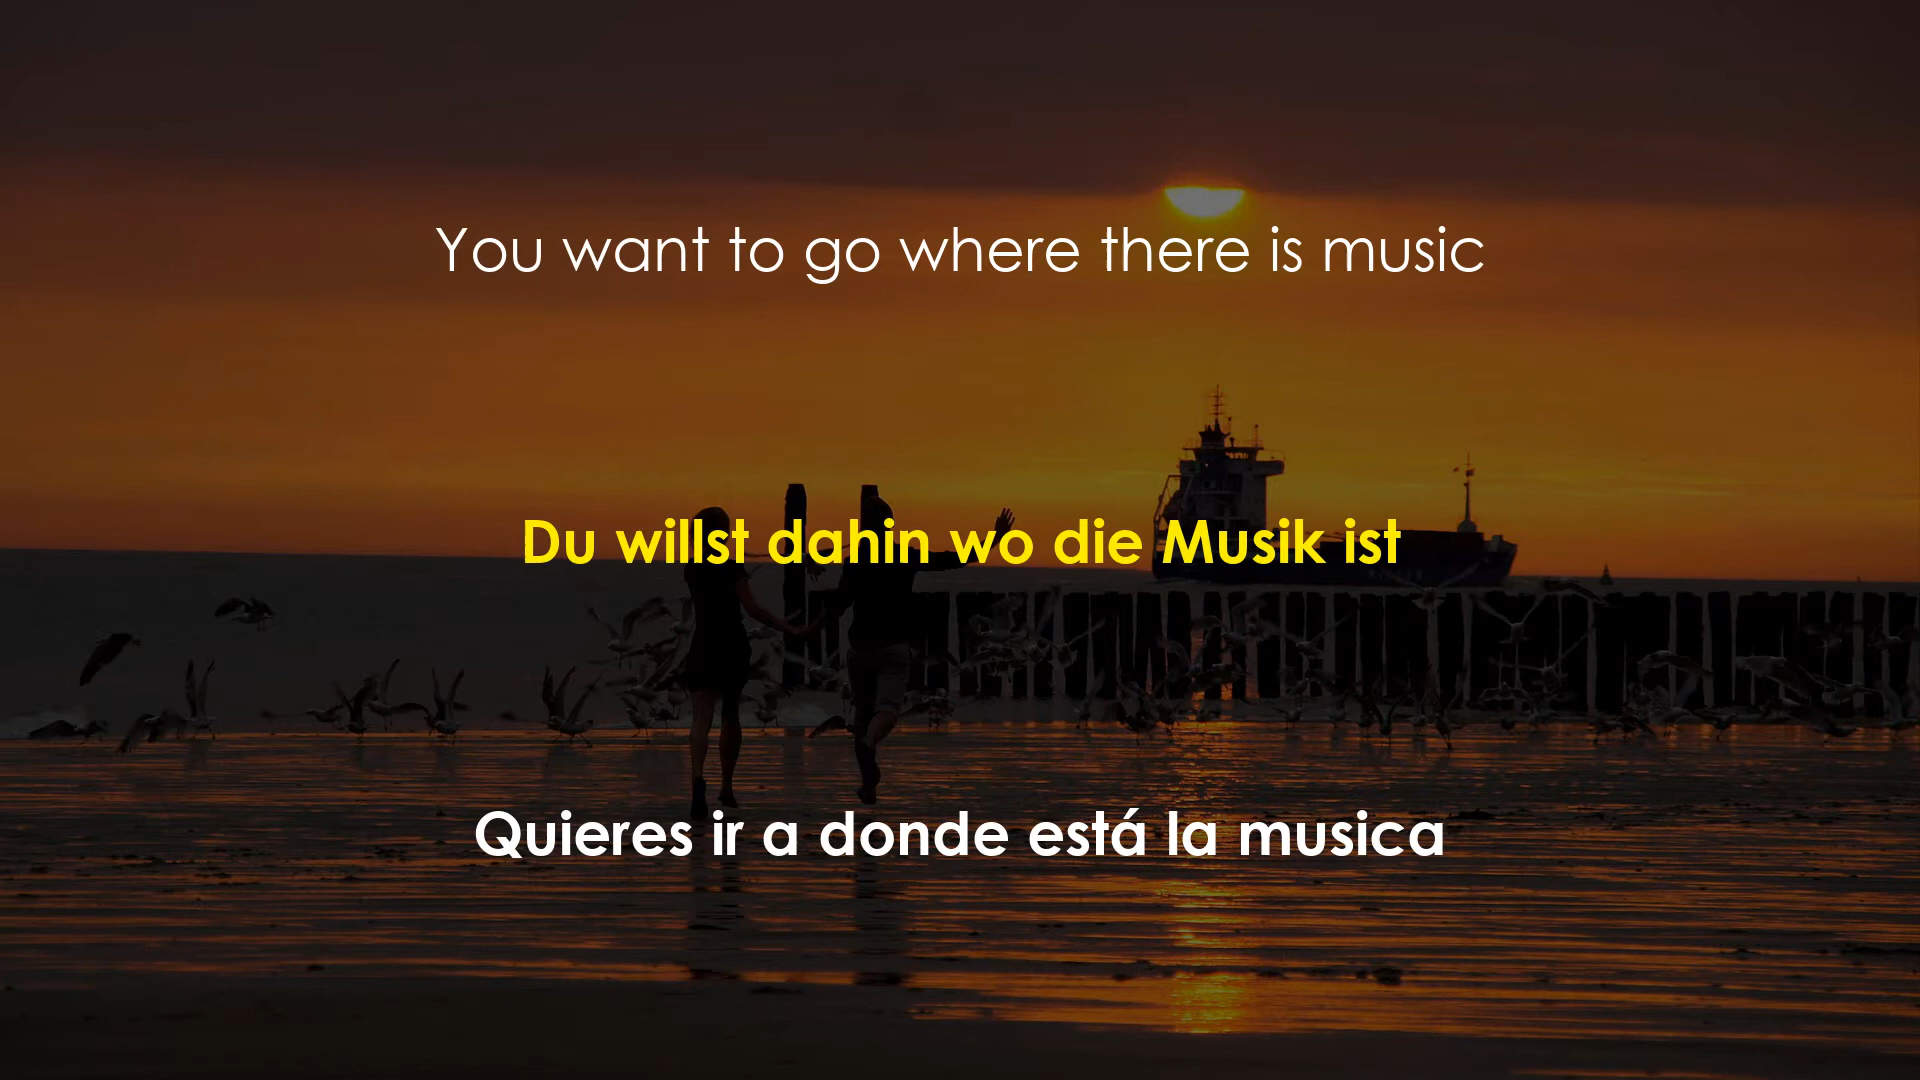 You want to go where there is music
Du willst dahin wo die Musik ist
Quieres ir a donde está la musica